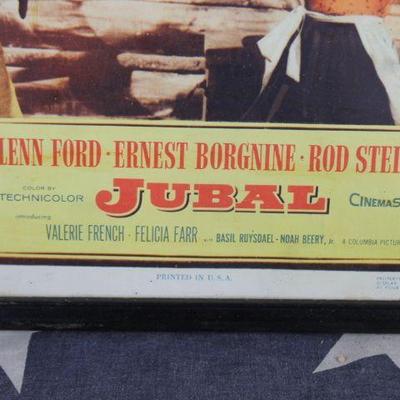 LENN FORD · ERNEST BORGNINE · ROD STEI
COLOR BY
TECHNICOLOR
JUBAL
CINEMAS
introducing
VALERIE FRENCH · FELICIA FARR with BASIL RUYSDAEL · NOAH BEERY, Jr. A COLUMBIA PICTUR
PRINTED IN U.S.A.